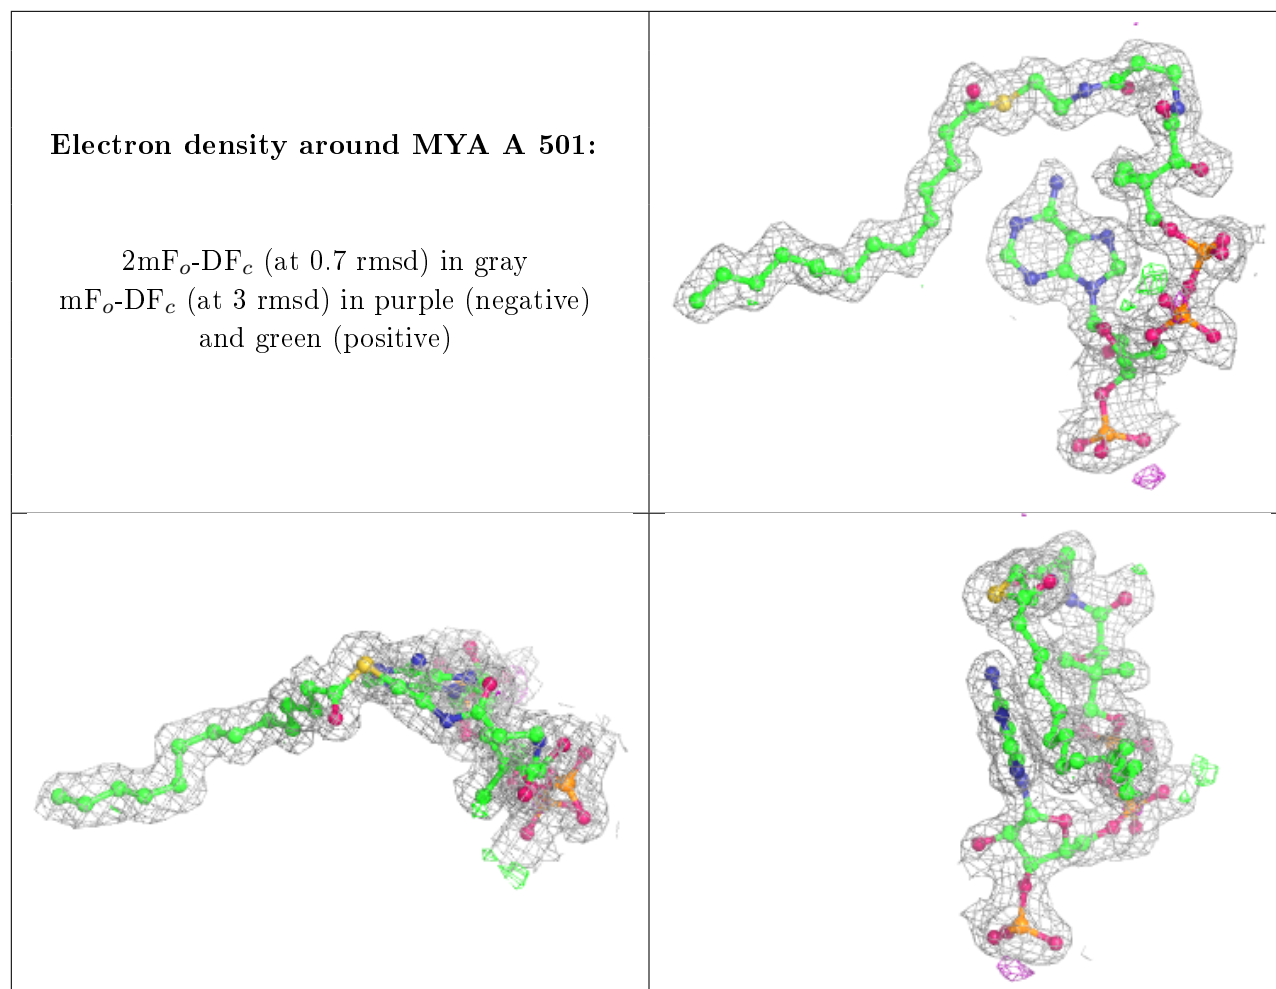 Electron density around MYA A 501:
2mFₒ-DF𝒸 (at 0.7 rmsd) in gray
mFₒ-DF𝒸 (at 3 rmsd) in purple (negative)
and green (positive)